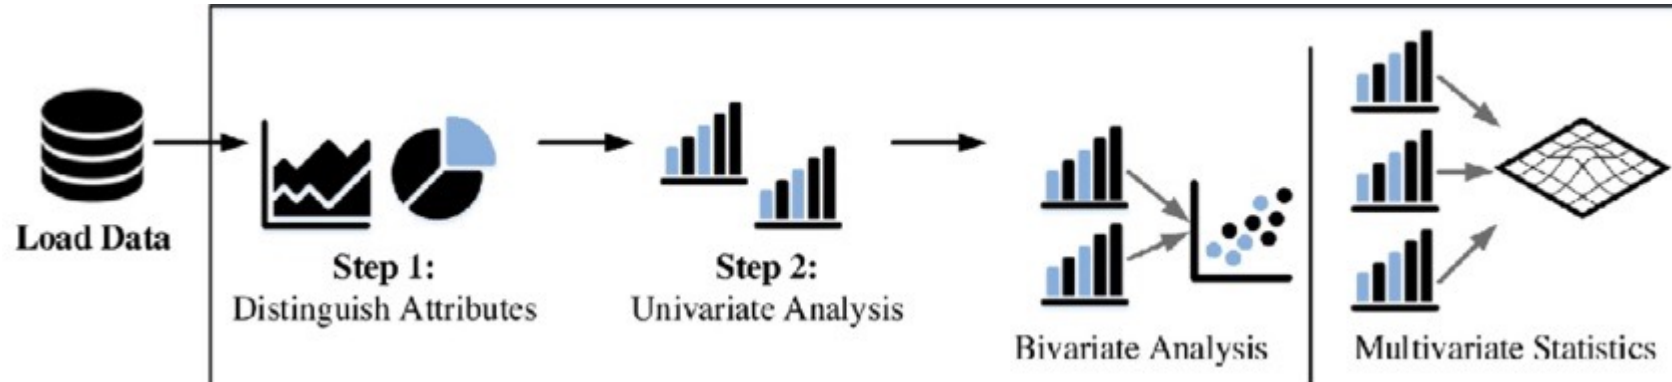 Load Data
Step 1:
Distinguish Attributes
Step 2:
Univariate Analysis
Bivariate Analysis
Multivariate Statistics